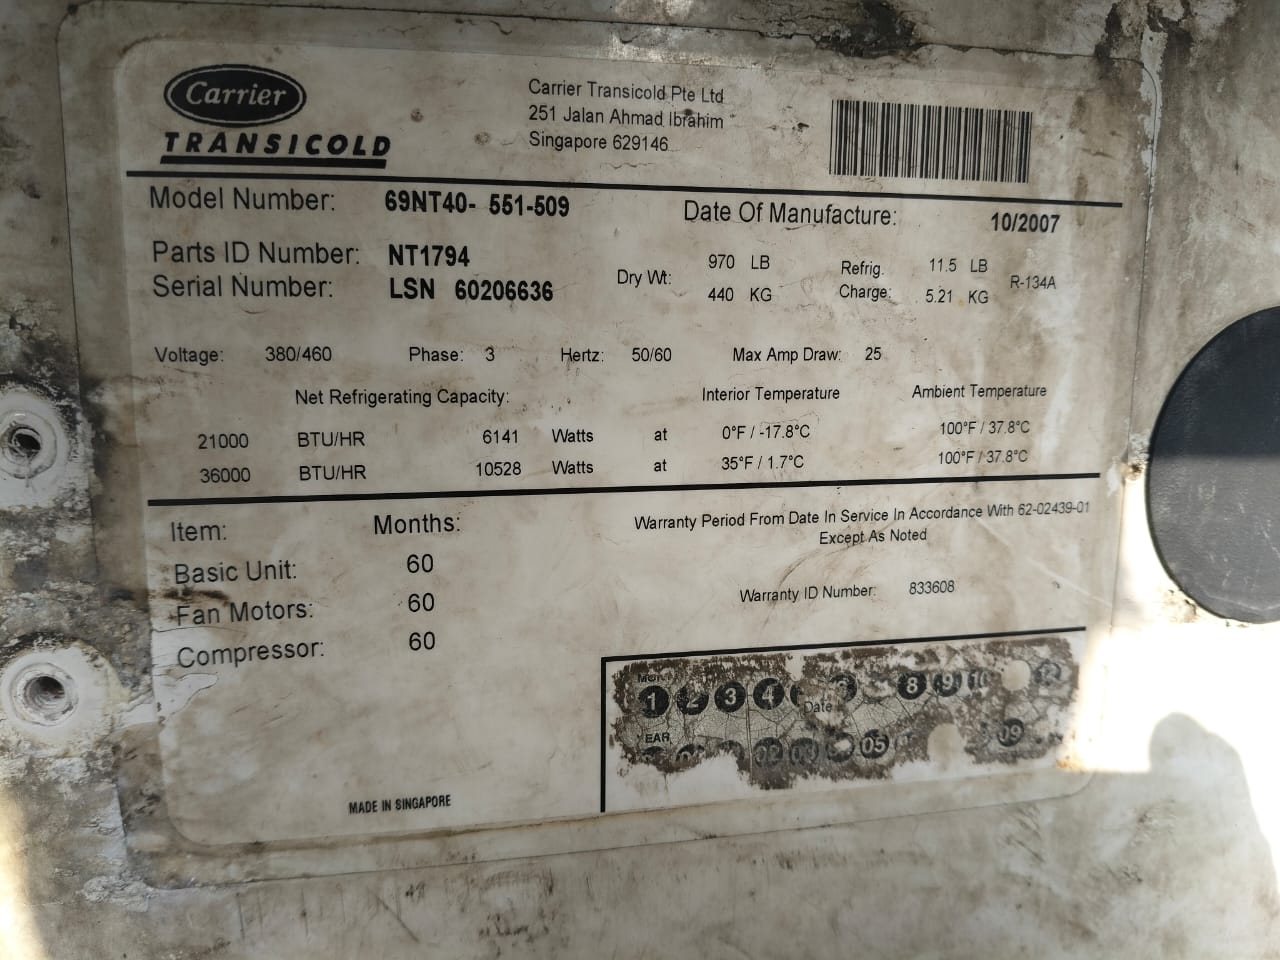 Carrier
TRANSICOLD
Carrier Transicold Pte Ltd
251 Jalan Ahmad Ibrahim
Singapore 629146
Model Number: 69NT40- 551-509
Date Of Manufacture: 10/2007
Parts ID Number: NT1794
Serial Number: LSN 60206636
Dry Wt: 970 LB
440 KG
Refrig. Charge: 11.5 LB
5.21 KG
R-134A
Voltage: 380/460 Phase: 3 Hertz: 50/60 Max Amp Draw: 25
Net Refrigerating Capacity: Interior Temperature Ambient Temperature
21000 BTU/HR 6141 Watts at 0°F / -17.8°C 100°F / 37.8°C
36000 BTU/HR 10528 Watts at 35°F / 1.7°C 100°F / 37.8°C
Item: Months:
Basic Unit: 60
Fan Motors: 60
Compressor: 60
Warranty Period From Date In Service In Accordance With 62-02439-01
Except As Noted
Warranty ID Number: 833608
1 2 3 4 8 9 10 12
Date
02 03 05 09
MADE IN SINGAPORE